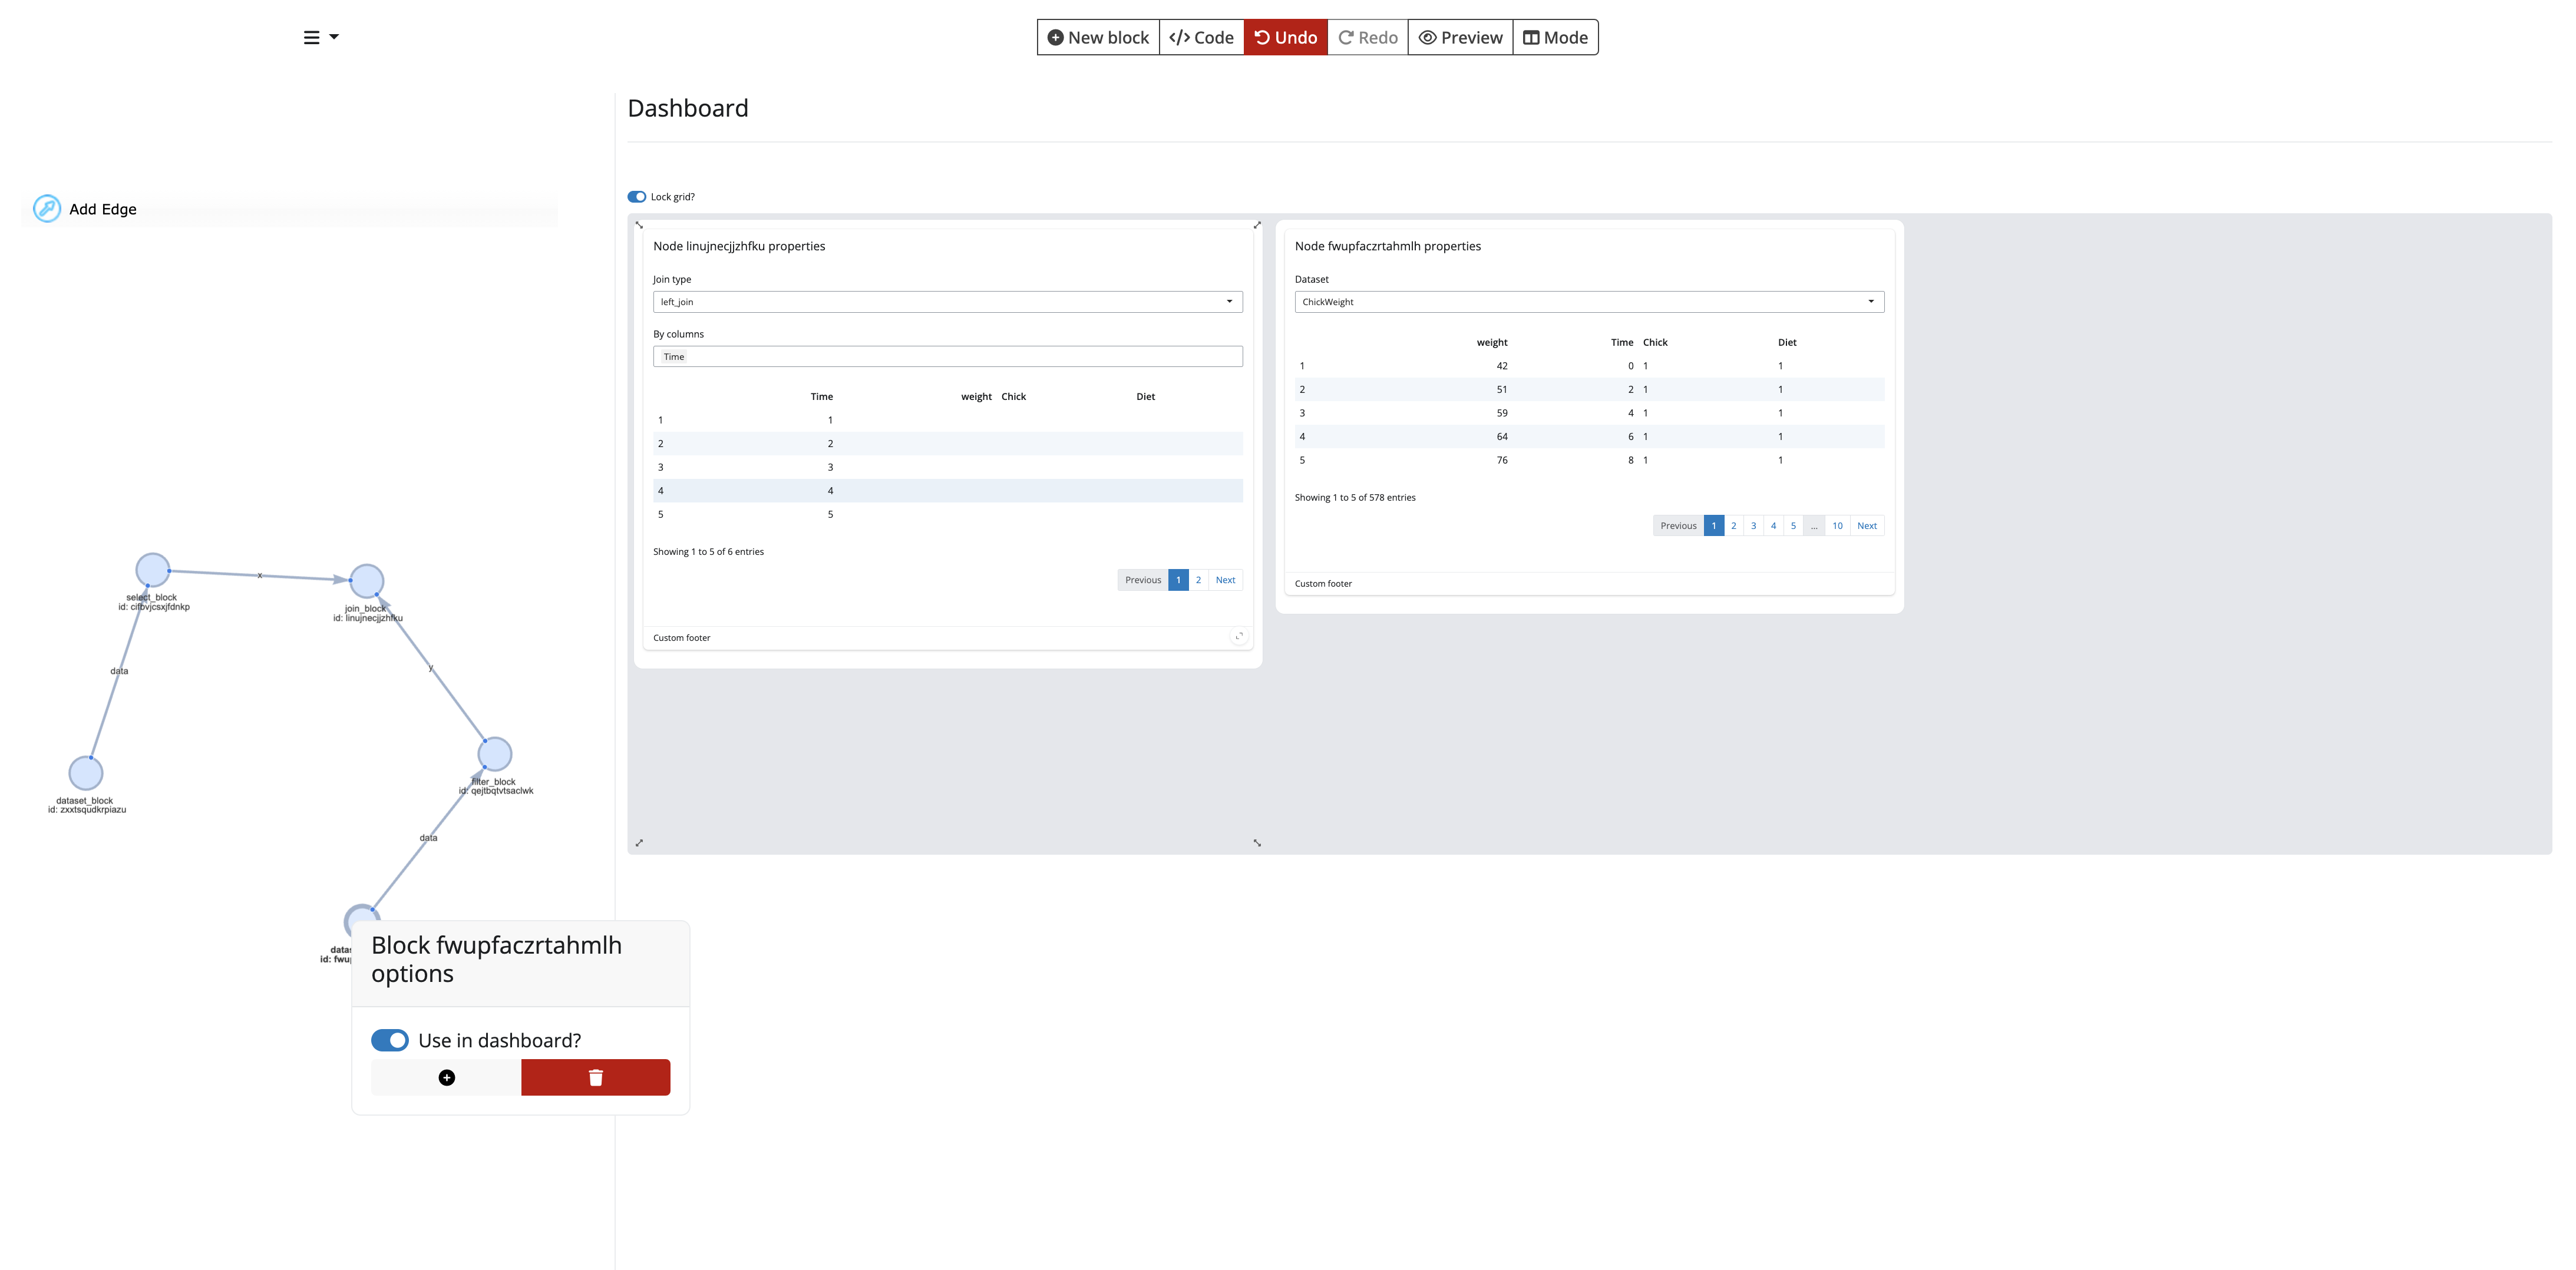 New block
</> Code
Undo
Redo
Preview
Mode
Add Edge
select_block
id: cifbvjcsxjfdnkp
x
join_block
id: linujnecjjzhfku
data
y
dataset_block
id: zxxtsqudkrpiazu
filter_block
id: qejtbqtvtsaclwk
data
Block fwupfaczrtahmlh
options
Use in dashboard?
Dashboard
Lock grid?
Node linujnecjjzhfku properties
Join type
left_join
By columns
Time
Time weight Chick Diet
1 1
2 2
3 3
4 4
5 5
Showing 1 to 5 of 6 entries
Previous 1 2 Next
Custom footer
Node fwupfaczrtahmlh properties
Dataset
ChickWeight
weight Time Chick Diet
1 42 0 1 1
2 51 2 1 1
3 59 4 1 1
4 64 6 1 1
5 76 8 1 1
Showing 1 to 5 of 578 entries
Previous 1 2 3 4 5 ... 10 Next
Custom footer